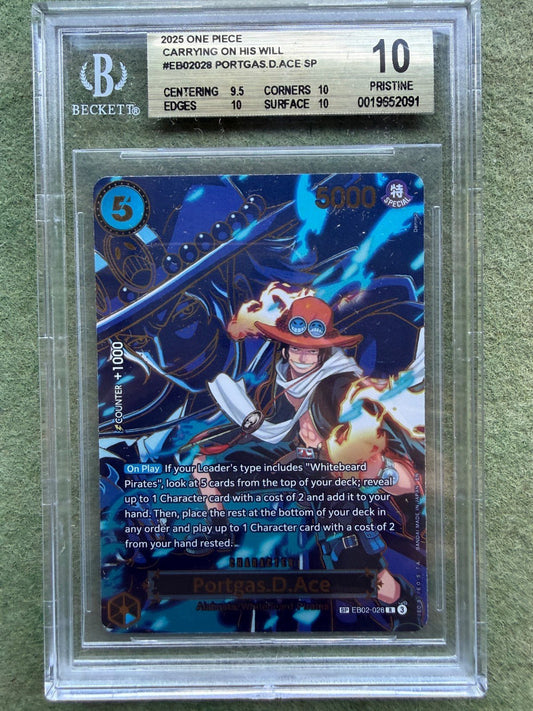 2025 ONE PIECE
CARRYING ON HIS WILL
#EB02028 PORTGAS.D.ACE SP
CENTERING 9.5 CORNERS 10
EDGES 10 SURFACE 10
10
PRISTINE
0019652091
B
BECKETT®
5
5000
特
SPECIAL
COUNTER +1000
On Play If your Leader's type includes "Whitebeard
Pirates", look at 5 cards from the top of your deck; reveal
up to 1 Character card with a cost of 2 and add it to your
hand. Then, place the rest at the bottom of your deck in
any order and play up to 1 Character card with a cost of 2
from your hand rested.
CHARACTER
Portgas.D.Ace
SP EB02-028 R 3